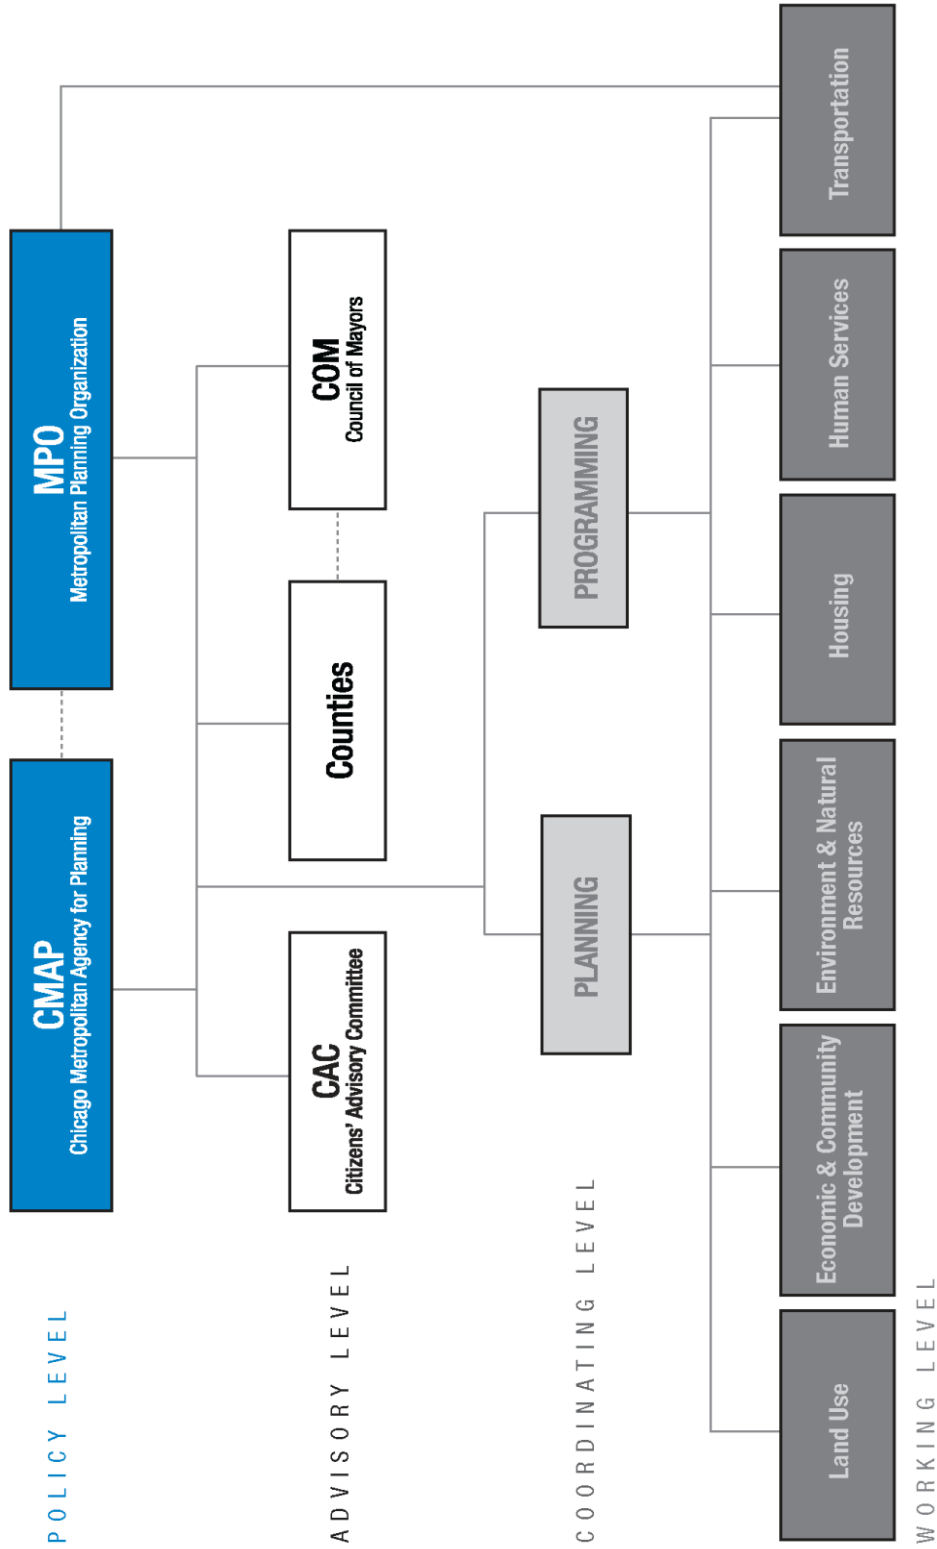 POLICY LEVEL
CMAP
Chicago Metropolitan Agency for Planning
MPO
Metropolitan Planning Organization
ADVISORY LEVEL
CAC
Citizens' Advisory Committee
Counties
COM
Council of Mayors
COORDINATING LEVEL
PLANNING
PROGRAMMING
Land Use
Economic & Community
Development
Environment & Natural
Resources
Housing
Human Services
Transportation
WORKING LEVEL